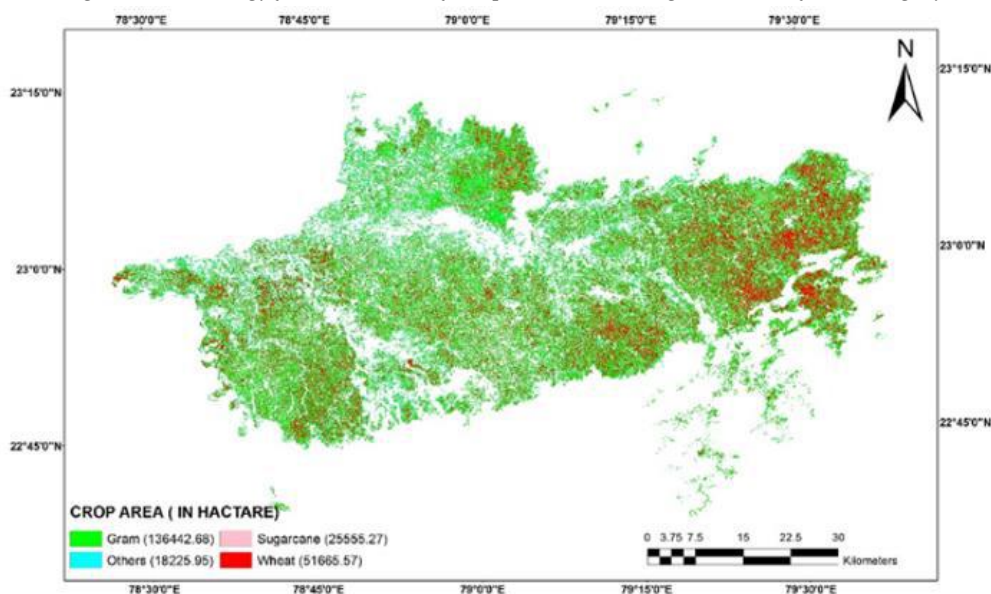 78°30'0"E 78°45'0"E 79°0'0"E 79°15'0"E 79°30'0"E
N
23°15'0"N 23°15'0"N
23°0'0"N 23°0'0"N
22°45'0"N 22°45'0"N
CROP AREA ( IN HACTARE)
Gram (136442.68) Sugarcane (25555.27)
Others (18225.95) Wheat (51665.57)
0 3.75 7.5 15 22.5 30
Kilometers
78°30'0"E 78°45'0"E 79°0'0"E 79°15'0"E 79°30'0"E